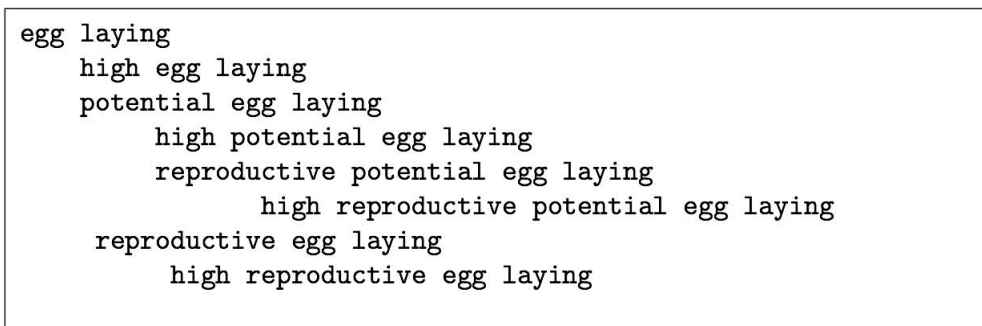 egg laying
high egg laying
potential egg laying
high potential egg laying
reproductive potential egg laying
high reproductive potential egg laying
reproductive egg laying
high reproductive egg laying